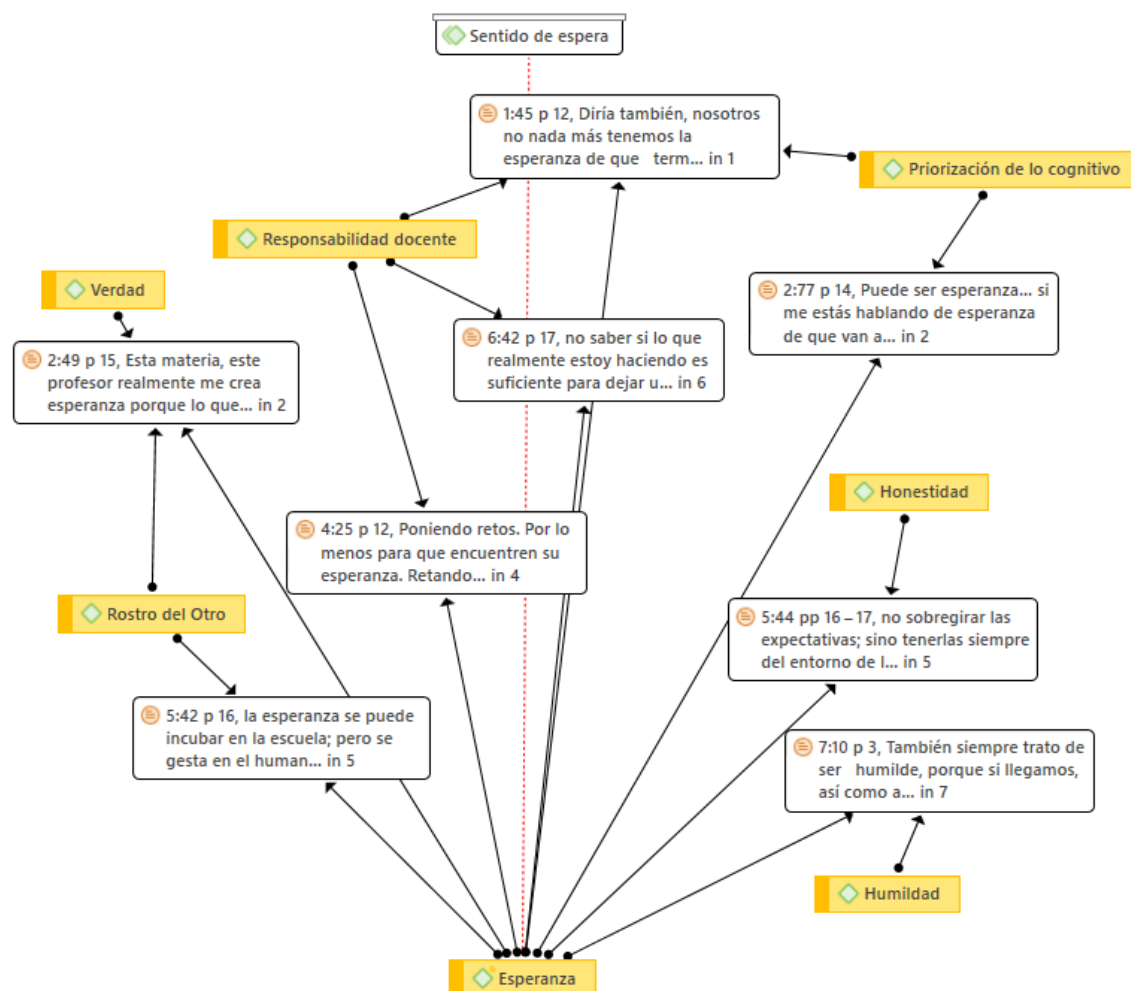 Sentido de espera
1:45 p 12, Diría también, nosotros
no nada más tenemos la
esperanza de que term... in 1
Priorización de lo cognitivo
Responsabilidad docente
Verdad
2:77 p 14, Puede ser esperanza... si
me estás hablando de esperanza
de que van a... in 2
6:42 p 17, no saber si lo que
realmente estoy haciendo es
suficiente para dejar u... in 6
2:49 p 15, Esta materia, este
profesor realmente me crea
esperanza porque lo que... in 2
Honestidad
4:25 p 12, Poniendo retos. Por lo
menos para que encuentren su
esperanza. Retando... in 4
Rostro del Otro
5:44 pp 16 – 17, no sobregirar las
expectativas; sino tenerlas siempre
del entorno de l... in 5
5:42 p 16, la esperanza se puede
incubar en la escuela; pero se
gesta en el human... in 5
7:10 p 3, También siempre trato de
ser humilde, porque si llegamos,
así como a... in 7
Humildad
Esperanza